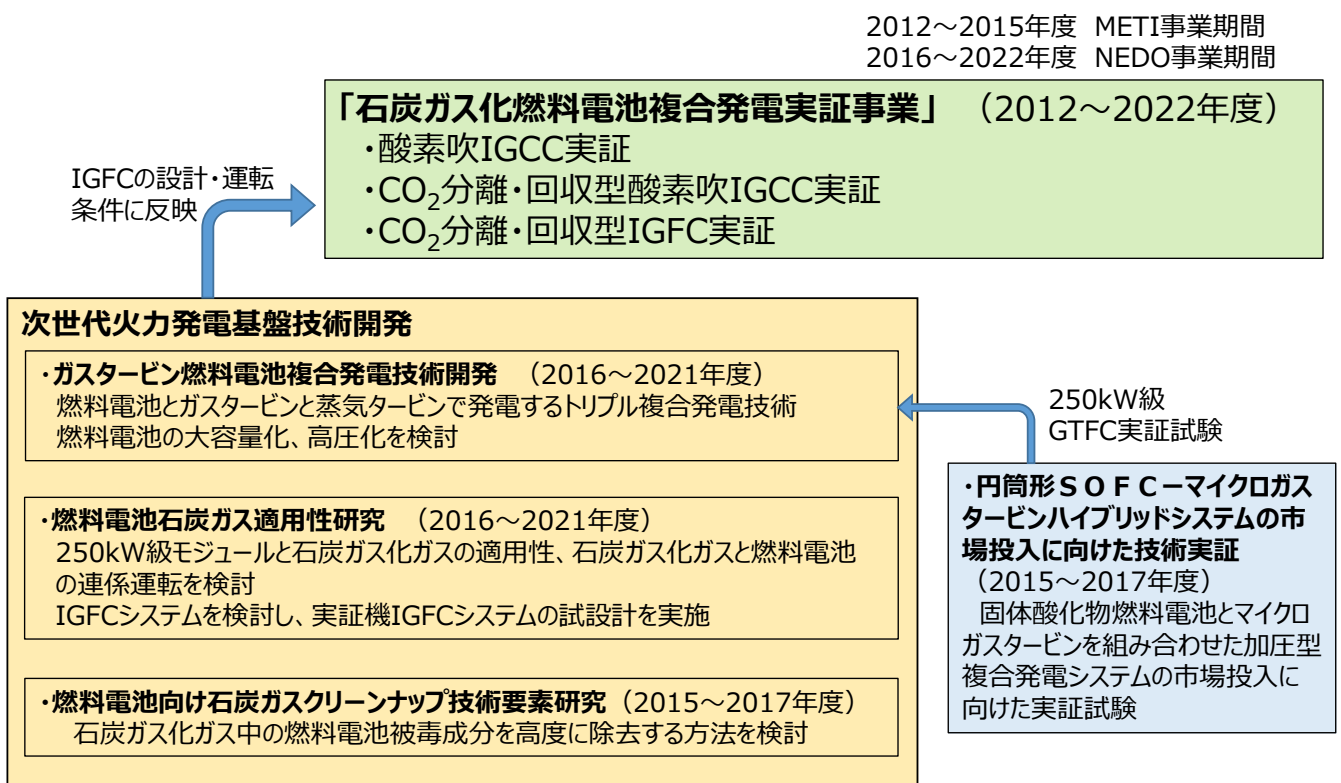 2012～2015年度 METI事業期間
2016～2022年度 NEDO事業期間
「石炭ガス化燃料電池複合発電実証事業」 （2012～2022年度）
・酸素吹IGCC実証
・CO2分離・回収型酸素吹IGCC実証
・CO2分離・回収型IGFC実証
IGFCの設計・運転
条件に反映
次世代火力発電基盤技術開発
・ガスタービン燃料電池複合発電技術開発 （2016～2021年度）
燃料電池とガスタービンと蒸気タービンで発電するトリプル複合発電技術
燃料電池の大容量化、高圧化を検討
・燃料電池石炭ガス適用性研究 （2016～2021年度）
250kW級モジュールと石炭ガス化ガスの適用性、石炭ガス化ガスと燃料電池
の連係運転を検討
IGFCシステムを検討し、実証機IGFCシステムの試設計を実施
・燃料電池向け石炭ガスクリーンナップ技術要素研究（2015～2017年度）
石炭ガス化ガス中の燃料電池被毒成分を高度に除去する方法を検討
250kW級
GTFC実証試験
・円筒形ＳＯＦＣーマイクロガス
タービンハイブリッドシステムの市
場投入に向けた技術実証
（2015～2017年度）
固体酸化物燃料電池とマイクロ
ガスタービンを組み合わせた加圧型
複合発電システムの市場投入に
向けた実証試験